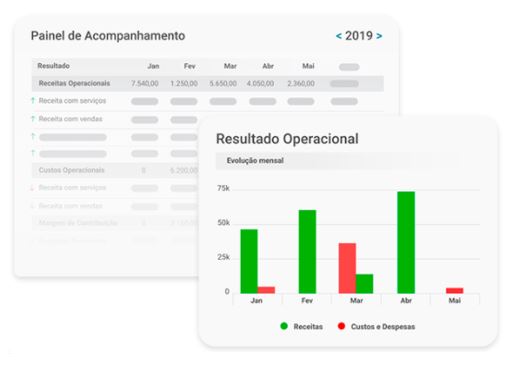 Painel de Acompanhamento
< 2019 >
Resultado Jan Fev Mar Abr Mai
Receitas Operacionais 7.540,00 1.250,00 5.650,00 4.050,00 2.360,00
Receita com serviços
Receita com vendas
Custos Operacionais 6.200,00
Receita com serviços
Receita com vendas
Margem de Contribuição
Resultado Operacional
Evolução mensal
75k
50k
25k
0
Jan Fev Mar Abr Mai
Receitas Custos e Despesas